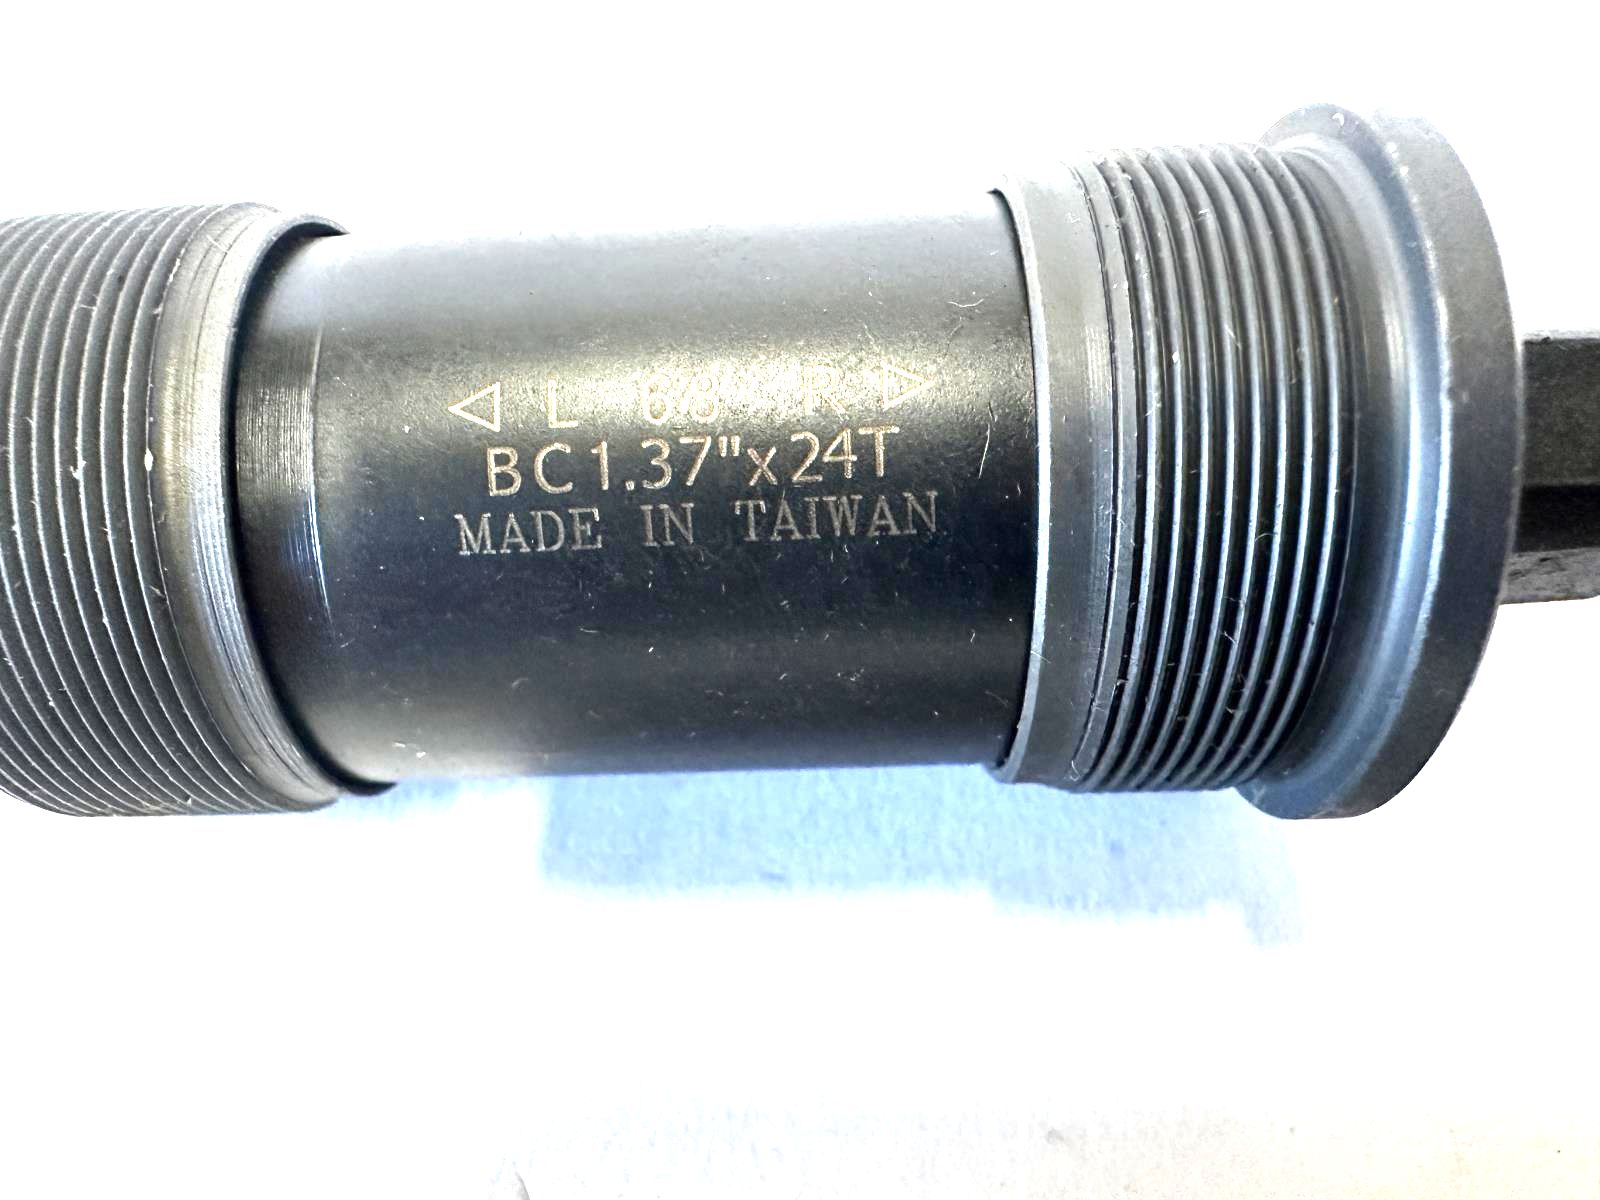 ◁ L 68 R ▷
BC1.37"x24T
MADE IN TAIWAN